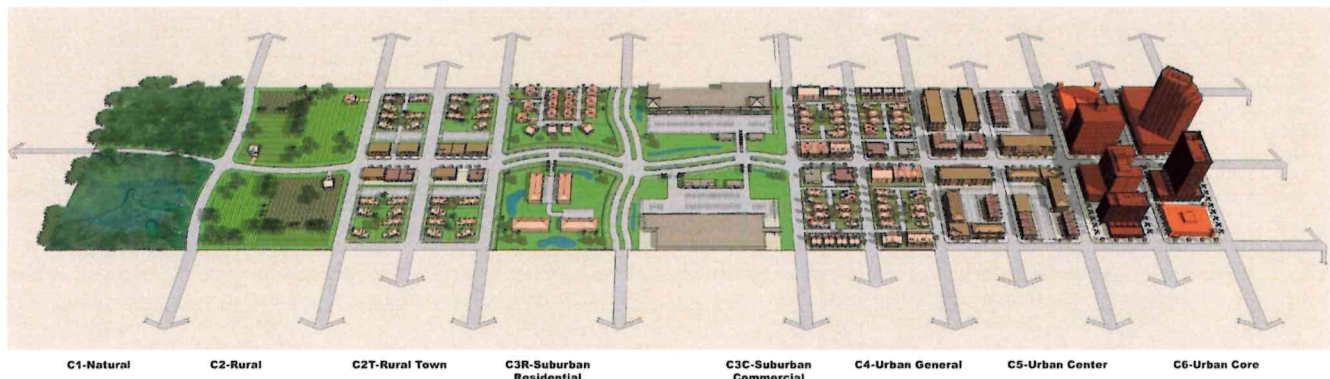 C1-Natural
C2-Rural
C2T-Rural Town
C3R-Suburban
Residential
C3C-Suburban
Commercial
C4-Urban General
C5-Urban Center
C6-Urban Core